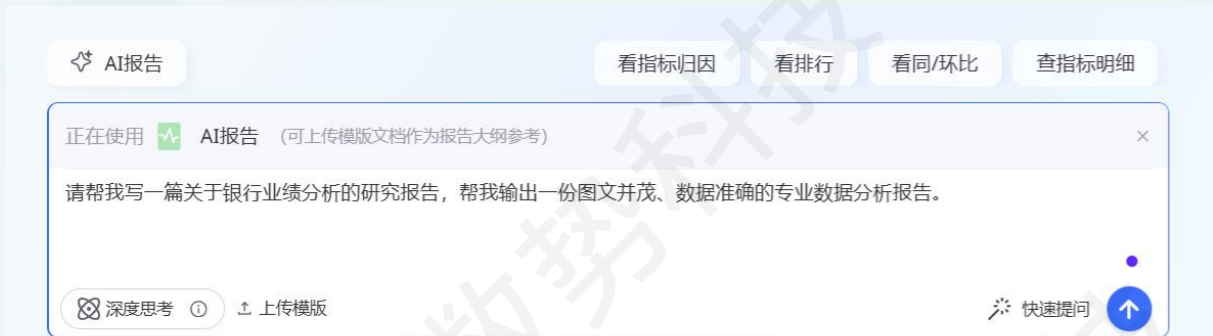 AI报告 看指标归因 看排行 看同/环比 查指标明细
正在使用 AI报告 (可上传模版文档作为报告大纲参考) ×
请帮我写一篇关于银行业绩分析的研究报告，帮我输出一份图文并茂、数据准确的专业数据分析报告。
深度思考 上传模版 快速提问
数势科技